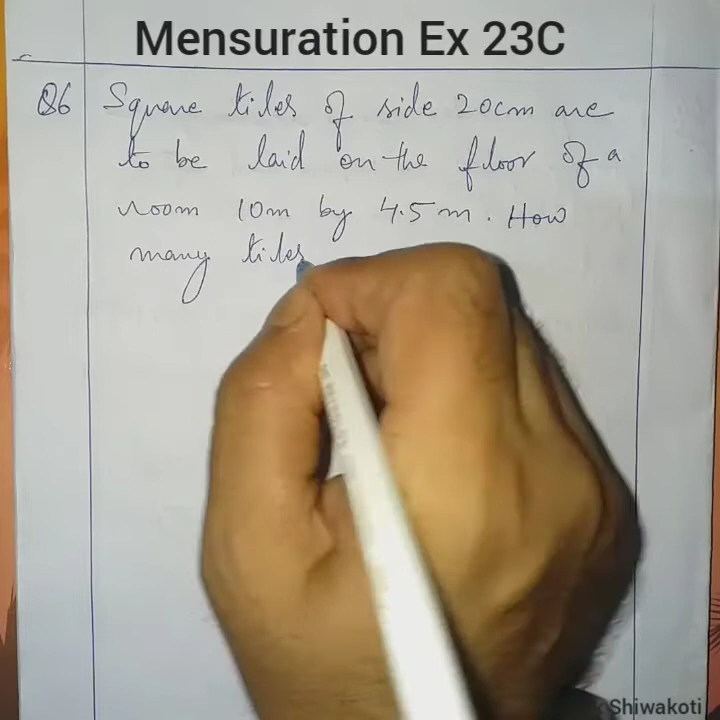 Mensuration Ex 23C
Q6 Square tiles of side 20cm are
to be laid on the floor of a
room 10m by 4.5m. How
many tiles
Shiwakoti